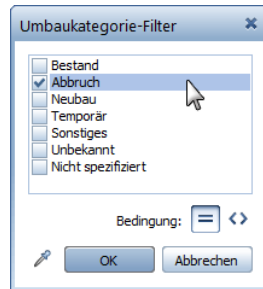 Umbaukategorie-Filter
Bestand
Abbruch
Neubau
Temporär
Sonstiges
Unbekannt
Nicht spezifiziert
Bedingung: = <>
OK Abbrechen